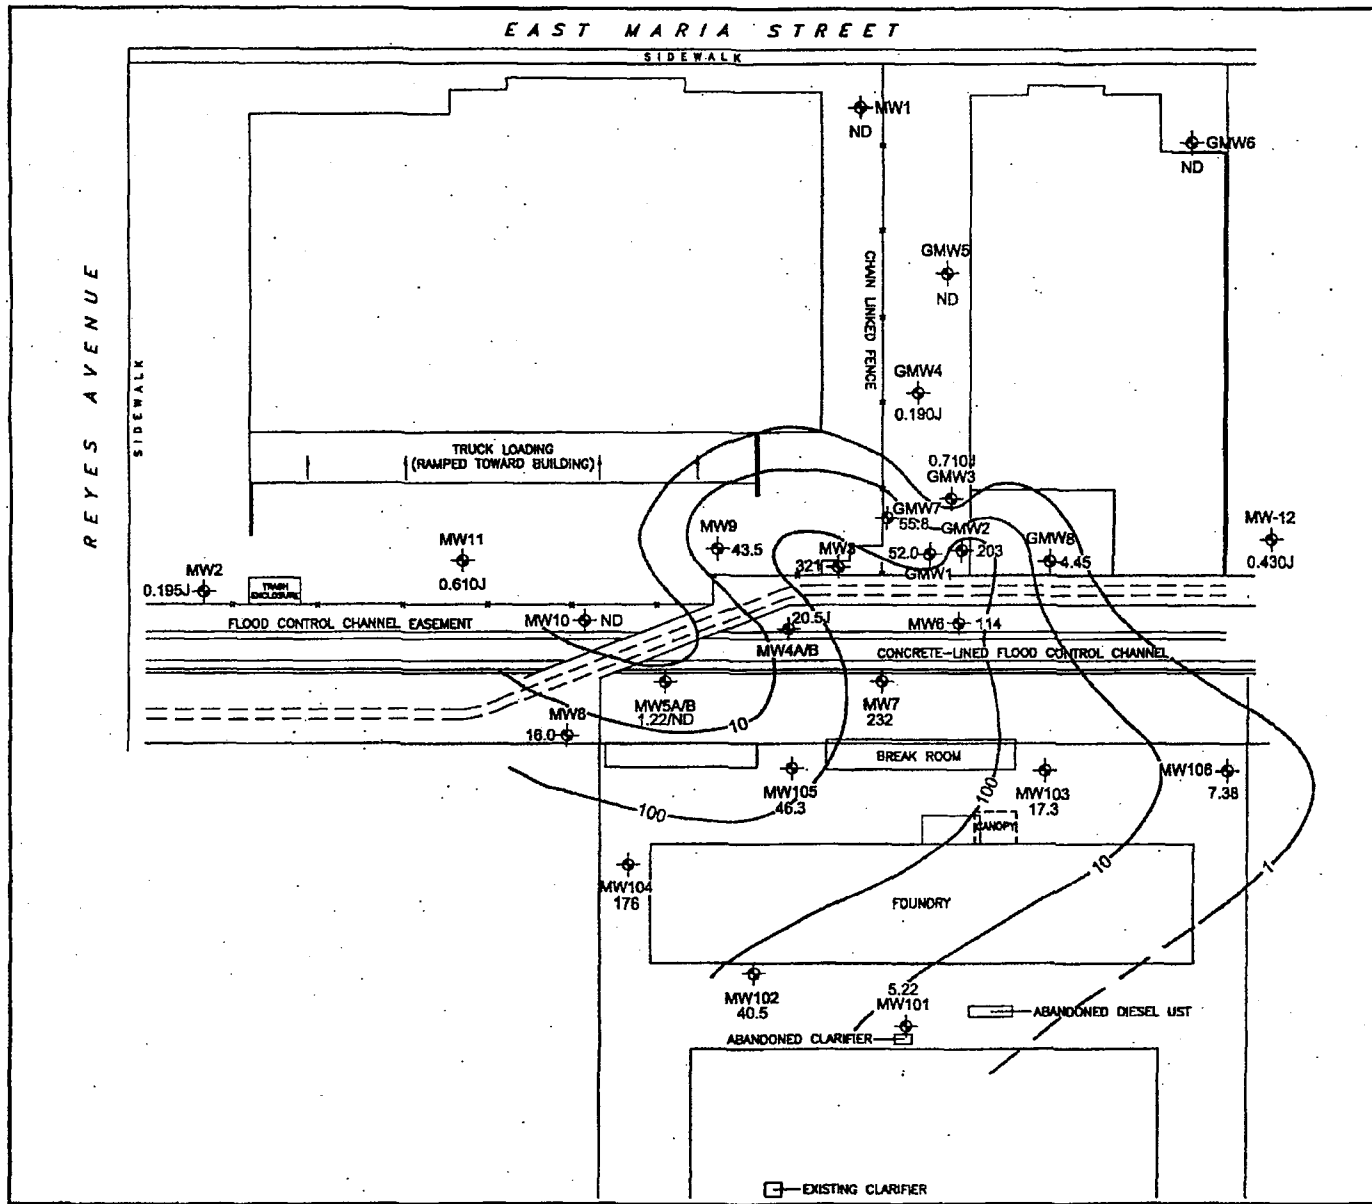 EAST MARIA STREET
SIDEWALK
MW1
ND
GMW6
ND
GMW5
ND
REYES AVENUE
SIDEWALK
CHAIN LINKED FENCE
GMW4
0.190J
TRUCK LOADING
(RAMPED TOWARD BUILDING)
0.710J
GMW3
GMW7
55.8
MW9
43.5
MW3
321
52.0
GMW1
GMW2
203
GMW8
4.45
MW-12
0.430J
MW11
0.610J
MW2
0.195J
TRASH
ENCLOSURE
FLOOD CONTROL CHANNEL EASEMENT
MW10
ND
20.5J
MW4A/B
MW6
114
CONCRETE-LINED FLOOD CONTROL CHANNEL
MW5A/B
1.22/ND
MW7
232
MW8
16.0
10
BREAK ROOM
MW105
46.3
100
100
MW103
17.3
MW106
7.38
CANOPY
10
1
MW104
176
FOUNDRY
MW102
40.5
5.22
MW101
ABANDONED DIESEL UST
ABANDONED CLARIFIER
EXISTING CLARIFIER